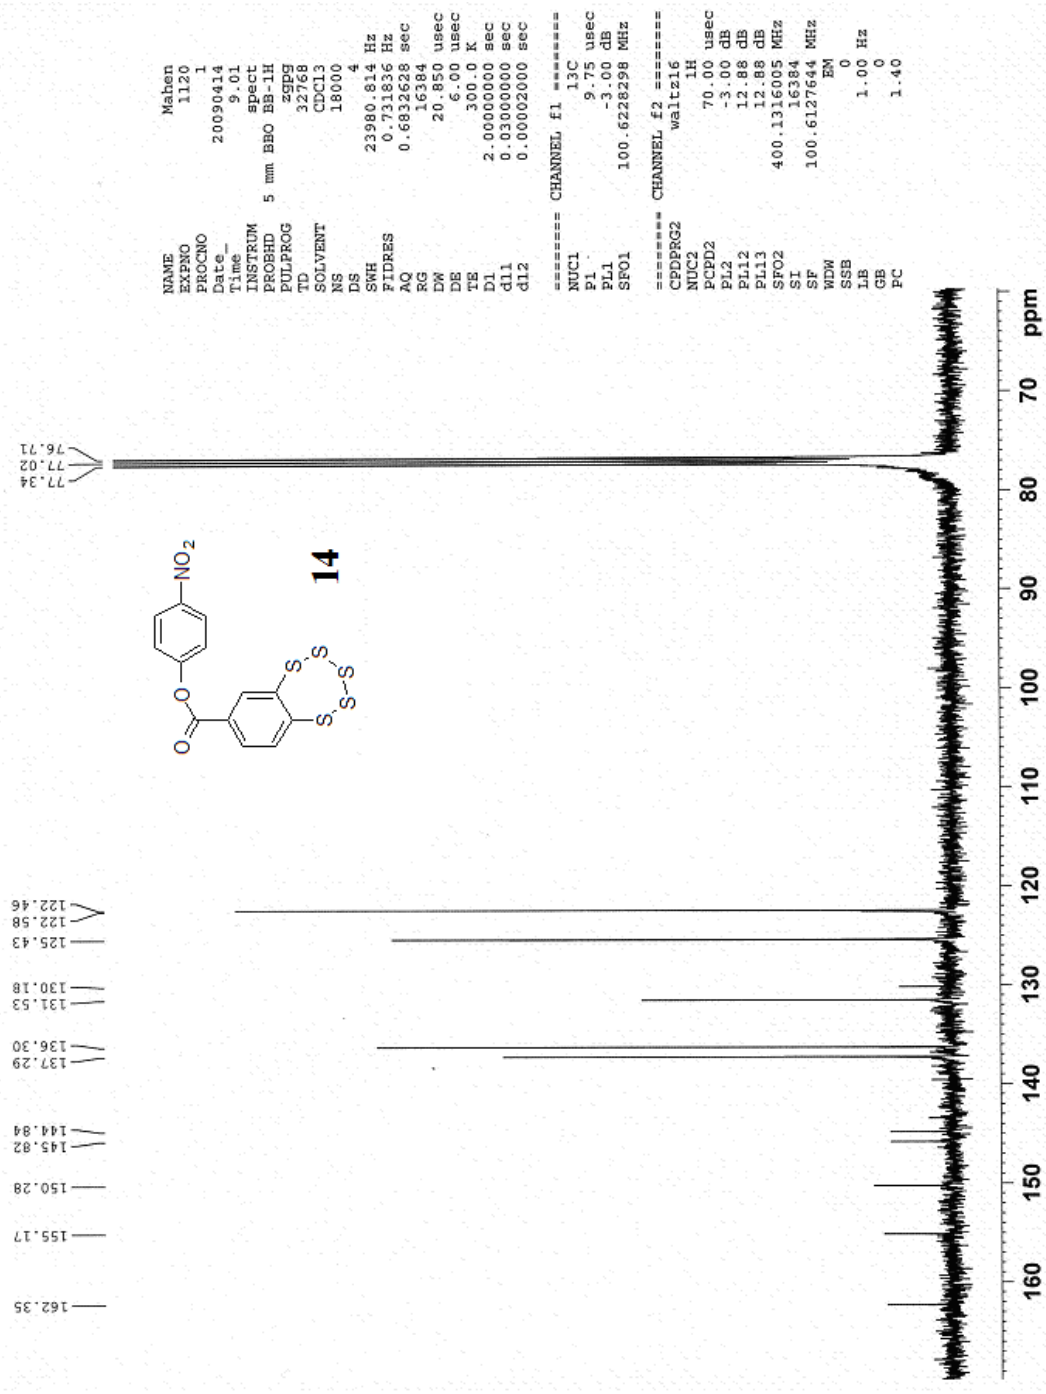 NAME Mahen
EXPNO 1120
PROCNO 1
Date_ 20090414
Time 9.01
INSTRUM spect
PROBHD 5 mm BBO BB-1H
PULPROG zgpg
TD 32768
SOLVENT CDCl3
NS 18000
DS 4
SWH 23980.814 Hz
FIDRES 0.731836 Hz
AQ 0.6832628 sec
RG 16384
DW 20.850 usec
DE 6.00 usec
TE 300.0 K
D1 2.00000000 sec
d11 0.03000000 sec
d12 0.00002000 sec
======== CHANNEL f1 ========
NUC1 13C
P1 9.75 usec
PL1 -3.00 dB
SFO1 100.6228298 MHz
======== CHANNEL f2 ========
CPDPRG2 waltz16
NUC2 1H
PCPD2 70.00 usec
PL2 -3.00 dB
PL12 12.88 dB
PL13 12.88 dB
SFO2 400.1316005 MHz
SI 16384
SF 100.6127644 MHz
WDW EM
SSB 0
LB 1.00 Hz
GB 0
PC 1.40
162.35
155.17
150.28
145.82
144.84
137.29
136.30
131.53
130.18
125.43
122.58
122.46
77.34
77.02
76.71
O
O
NO2
S
S
S
S
S
14
160 150 140 130 120 110 100 90 80 70 ppm